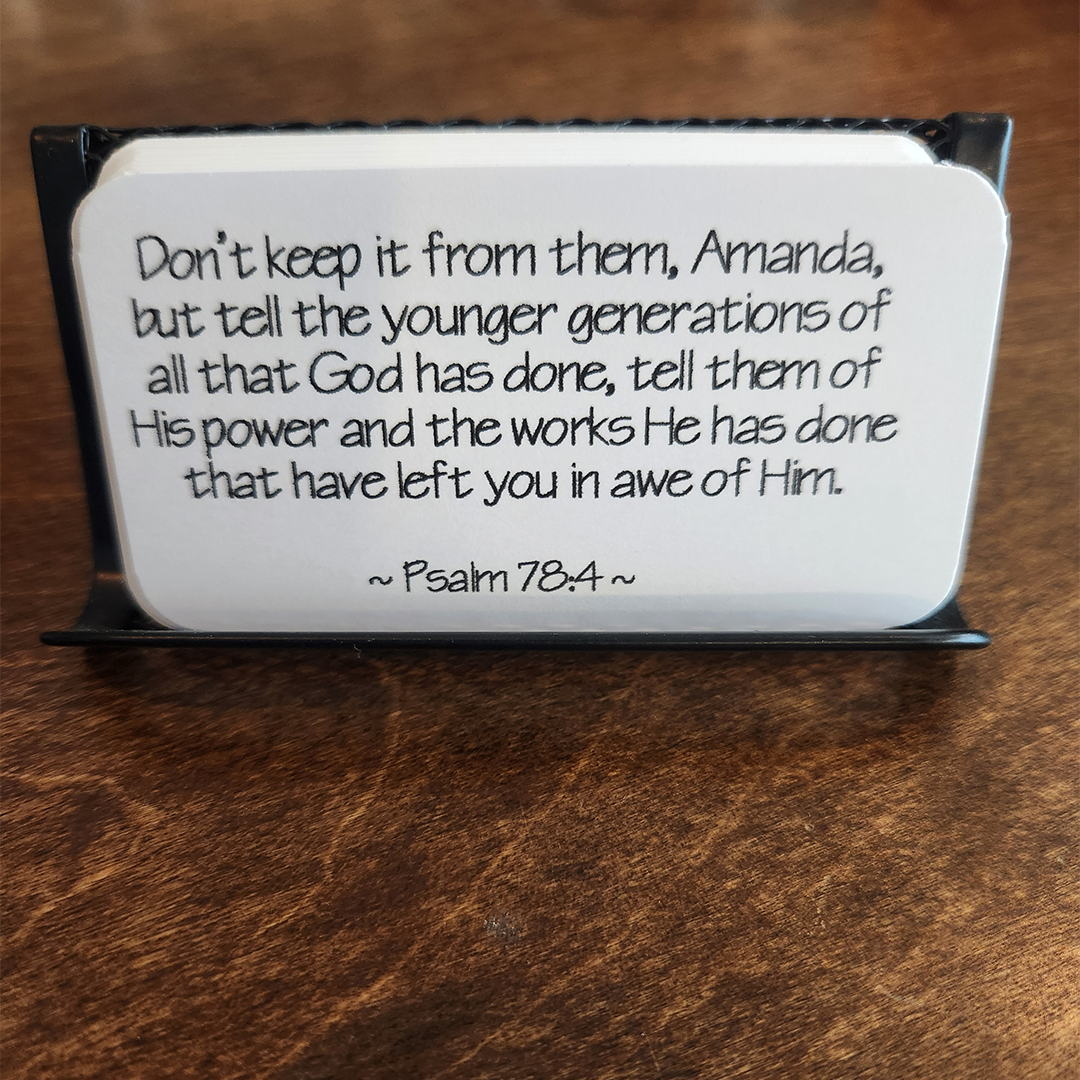 Don't keep it from them, Amanda,
but tell the younger generations of
all that God has done, tell them of
His power and the works He has done
that have left you in awe of Him.
~ Psalm 78:4 ~